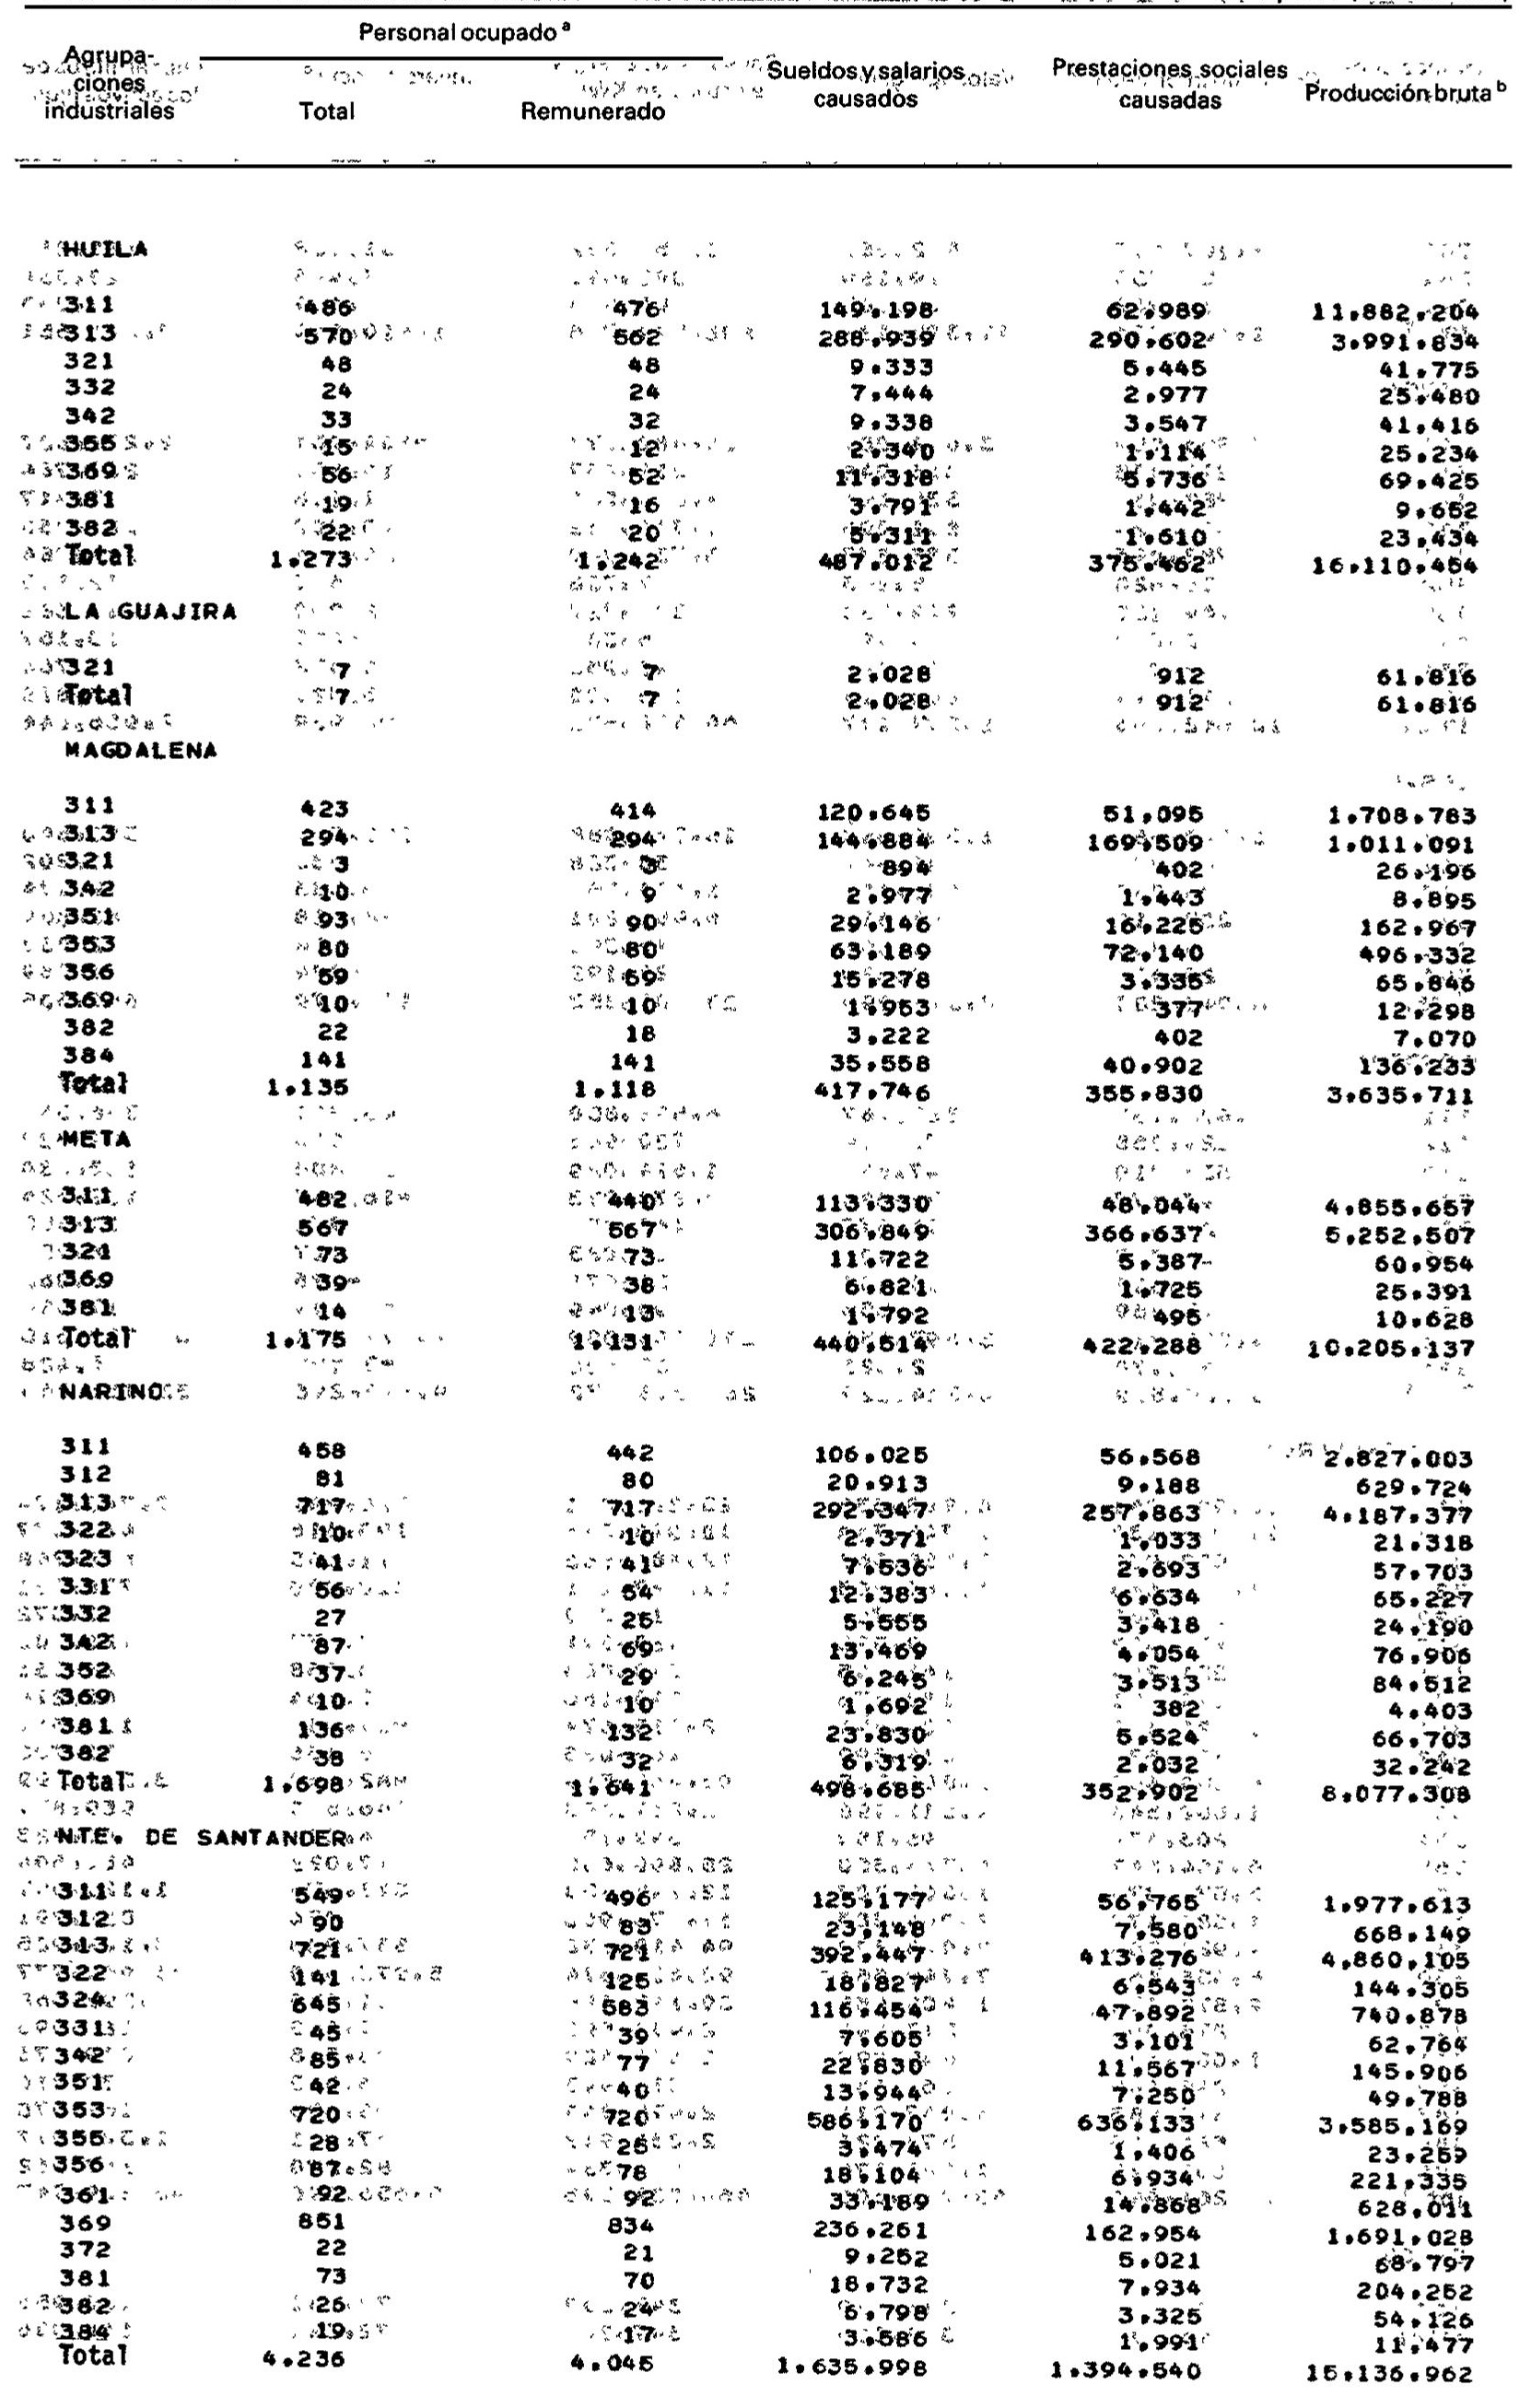 Agrupa-
ciones
industriales
Personal ocupado a
Total Remunerado
Sueldos y salarios
causados
Prestaciones sociales
causadas
Producción bruta b
HUILA
311 486 476 149.198 62.989 11.882.204
313 570 562 288.939 290.602 3.991.834
321 48 48 9.333 5.445 41.775
332 24 24 7.444 2.977 25.480
342 33 32 9.338 3.547 41.416
355 15 12 2.340 1.114 25.234
369 56 52 11.318 5.736 69.425
381 19 16 3.791 1.442 9.652
382 22 20 5.311 1.610 23.434
Total 1.273 1.242 487.012 375.462 16.110.454
LA GUAJIRA
321 7 7 2.028 912 61.816
Total 7 7 2.028 912 61.816
MAGDALENA
311 423 414 120.645 51.095 1.708.783
313 294 294 144.884 169.509 1.011.091
321 3 3 894 402 26.196
342 10 9 2.977 1.443 8.895
351 93 90 29.146 16.225 162.967
353 80 80 63.189 72.140 496.332
356 59 59 15.278 3.335 65.846
369 10 10 1.953 377 12.298
382 22 18 3.222 402 7.070
384 141 141 35.558 40.902 136.233
Total 1.135 1.118 417.746 355.830 3.635.711
META
311 482 440 113.330 48.044 4.855.657
313 567 567 306.849 366.637 5.252.507
321 73 73 11.722 5.387 60.954
369 39 38 6.821 1.725 25.391
381 14 13 1.792 495 10.628
Total 1.175 1.131 440.514 422.288 10.205.137
NARINO
311 458 442 106.025 56.568 2.827.003
312 81 80 20.913 9.188 629.724
313 717 717 292.347 257.863 4.187.377
322 10 10 2.371 1.033 21.318
323 41 41 7.536 2.693 57.703
331 56 54 12.383 6.634 65.227
332 27 25 5.555 3.418 24.190
342 87 69 13.469 4.054 76.906
352 37 29 6.245 3.513 84.512
369 10 10 1.692 382 4.403
381 136 132 23.830 5.524 66.703
382 38 32 6.319 2.032 32.242
Total 1.698 1.641 498.685 352.902 8.077.308
NTE. DE SANTANDER
311 549 496 125.177 56.765 1.977.613
312 90 83 23.148 7.580 668.149
313 721 721 392.447 413.276 4.860.105
322 141 125 18.827 6.543 144.305
324 645 583 116.454 47.892 740.878
331 45 39 7.605 3.101 62.764
342 85 77 22.830 11.567 145.906
351 42 40 13.944 7.250 49.788
353 720 720 586.170 636.133 3.585.169
355 28 25 3.474 1.406 23.259
356 87 78 18.104 6.934 221.335
361 92 92 33.189 14.868 628.011
369 851 834 236.261 162.954 1.691.028
372 22 21 9.252 5.021 68.797
381 73 70 18.732 7.934 204.252
382 26 24 6.798 3.325 54.126
384 19 17 3.586 1.991 11.477
Total 4.236 4.045 1.635.998 1.394.540 15.136.962